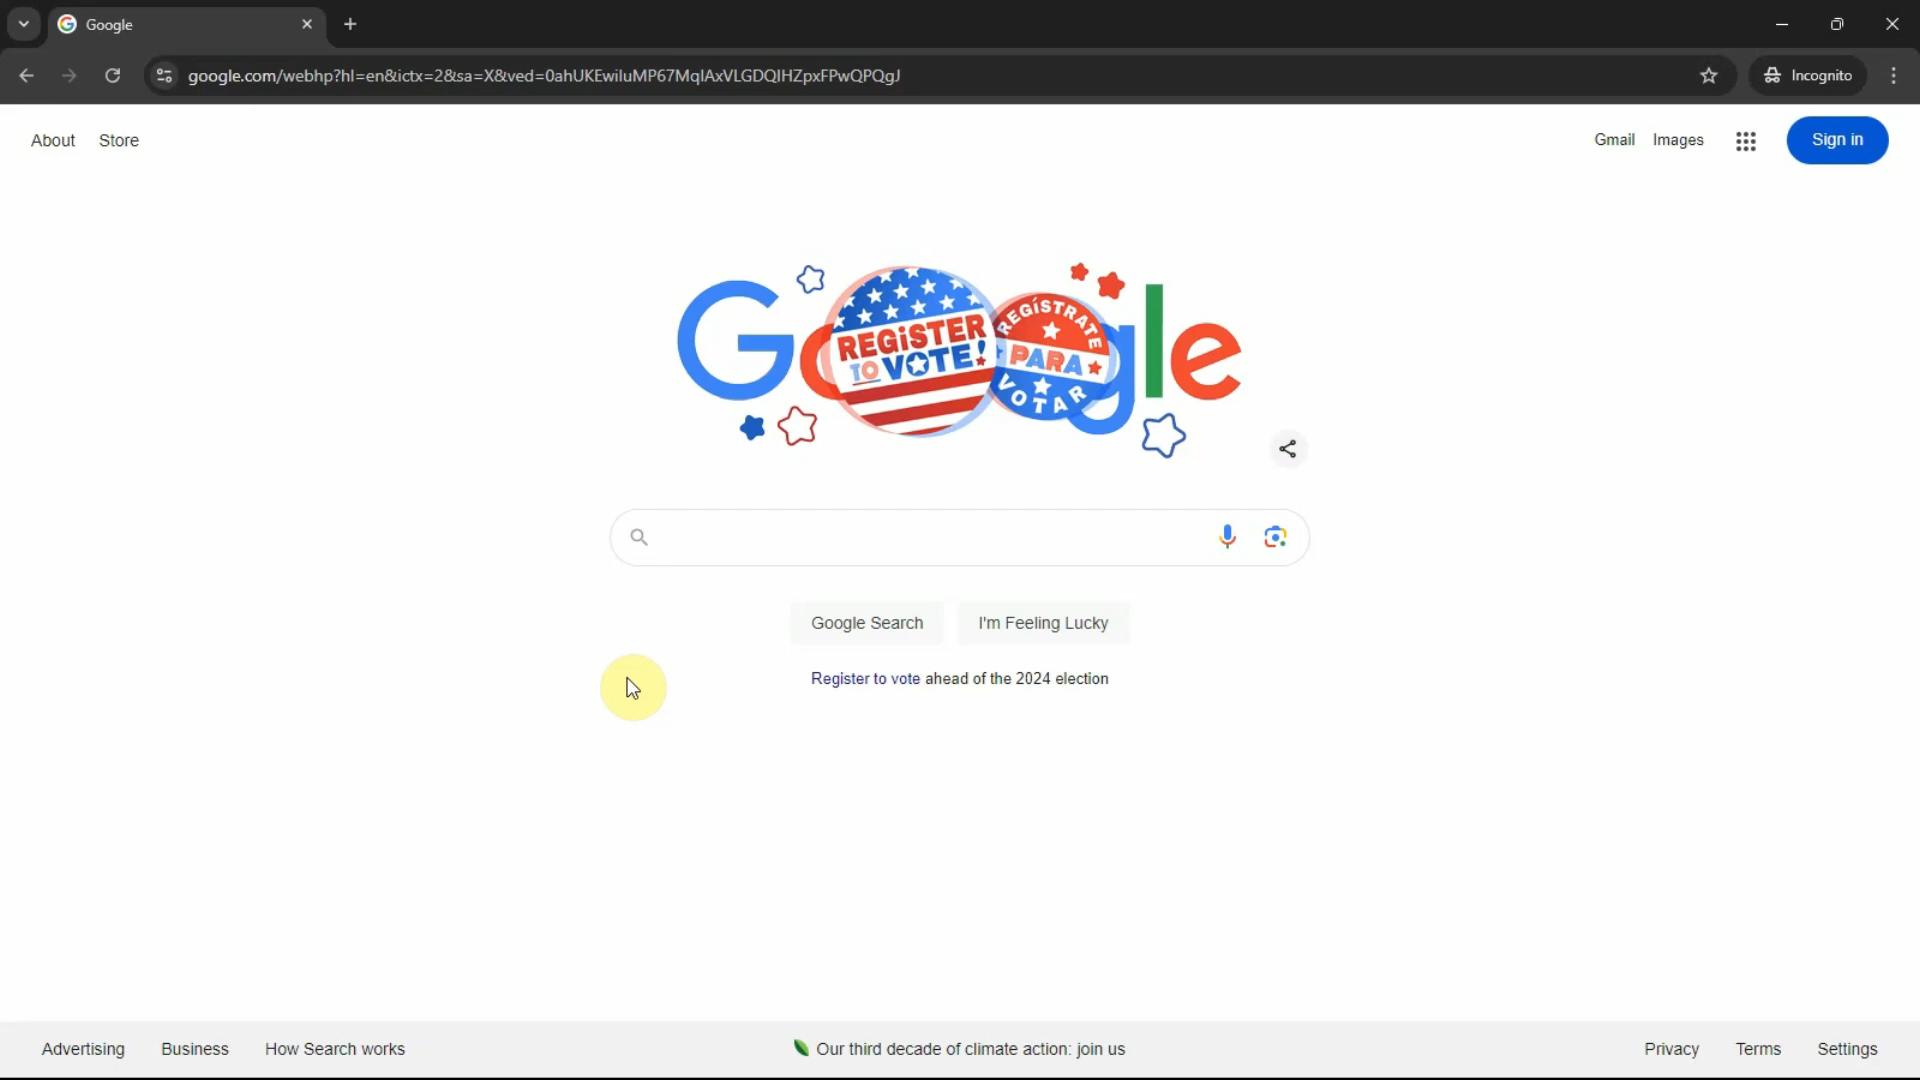 Google
google.com/webhp?hl=en&ictx=2&sa=X&ved=0ahUKEwiluMP67MqIAxVLGDQIHZpxFPwQPQgJ
Incognito
About Store
Gmail Images Sign in
Google
REGiSTER TO VOTE!
REGÍSTRATE PARA VOTAR
Google Search I'm Feeling Lucky
Register to vote ahead of the 2024 election
Advertising Business How Search works
Our third decade of climate action: join us
Privacy Terms Settings